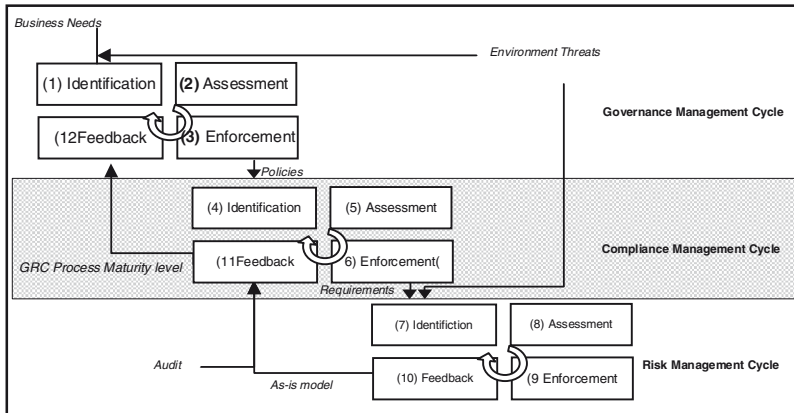 Business Needs
Environment Threats
(1) Identification
(2) Assessment
Governance Management Cycle
(12Feedback
(3) Enforcement
Policies
(4) Identification
(5) Assessment
Compliance Management Cycle
(11Feedback
6) Enforcement(
GRC Process Maturity level
Requirements
(7) Identifiction
(8) Assessment
Audit
As-is model
(10) Feedback
(9 Enforcement
Risk Management Cycle